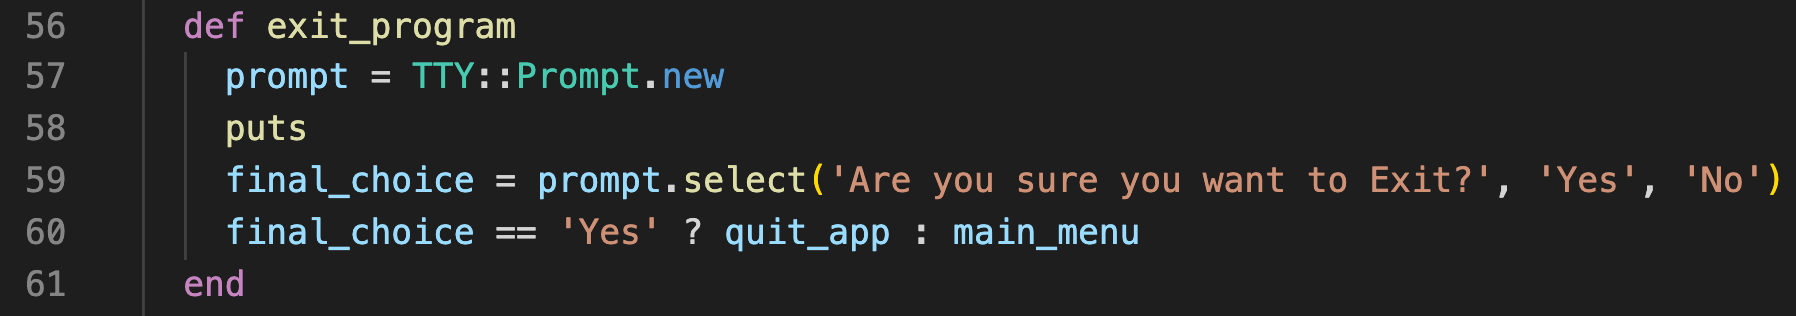 56 def exit_program
57 prompt = TTY::Prompt.new
58 puts
59 final_choice = prompt.select('Are you sure you want to Exit?', 'Yes', 'No')
60 final_choice == 'Yes' ? quit_app : main_menu
61 end